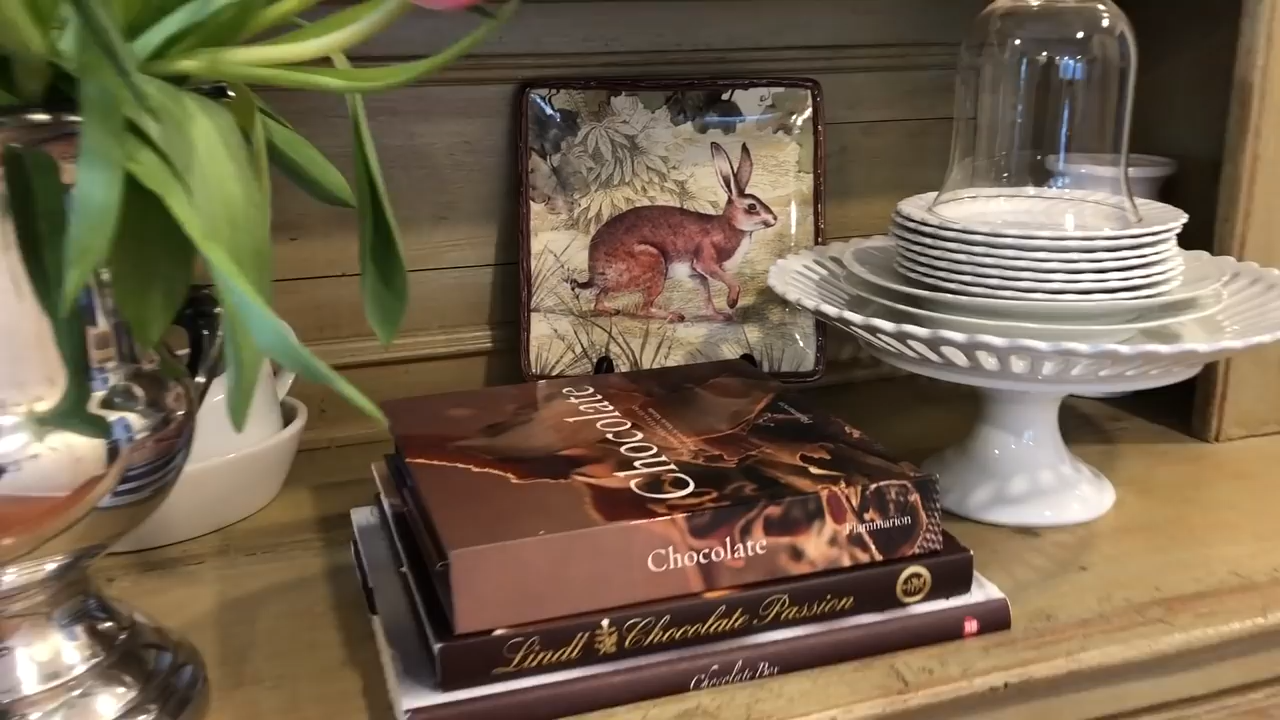 Chocolate
Chocolate
Flammarion
Lindt Chocolate Passion
Chocolate Box